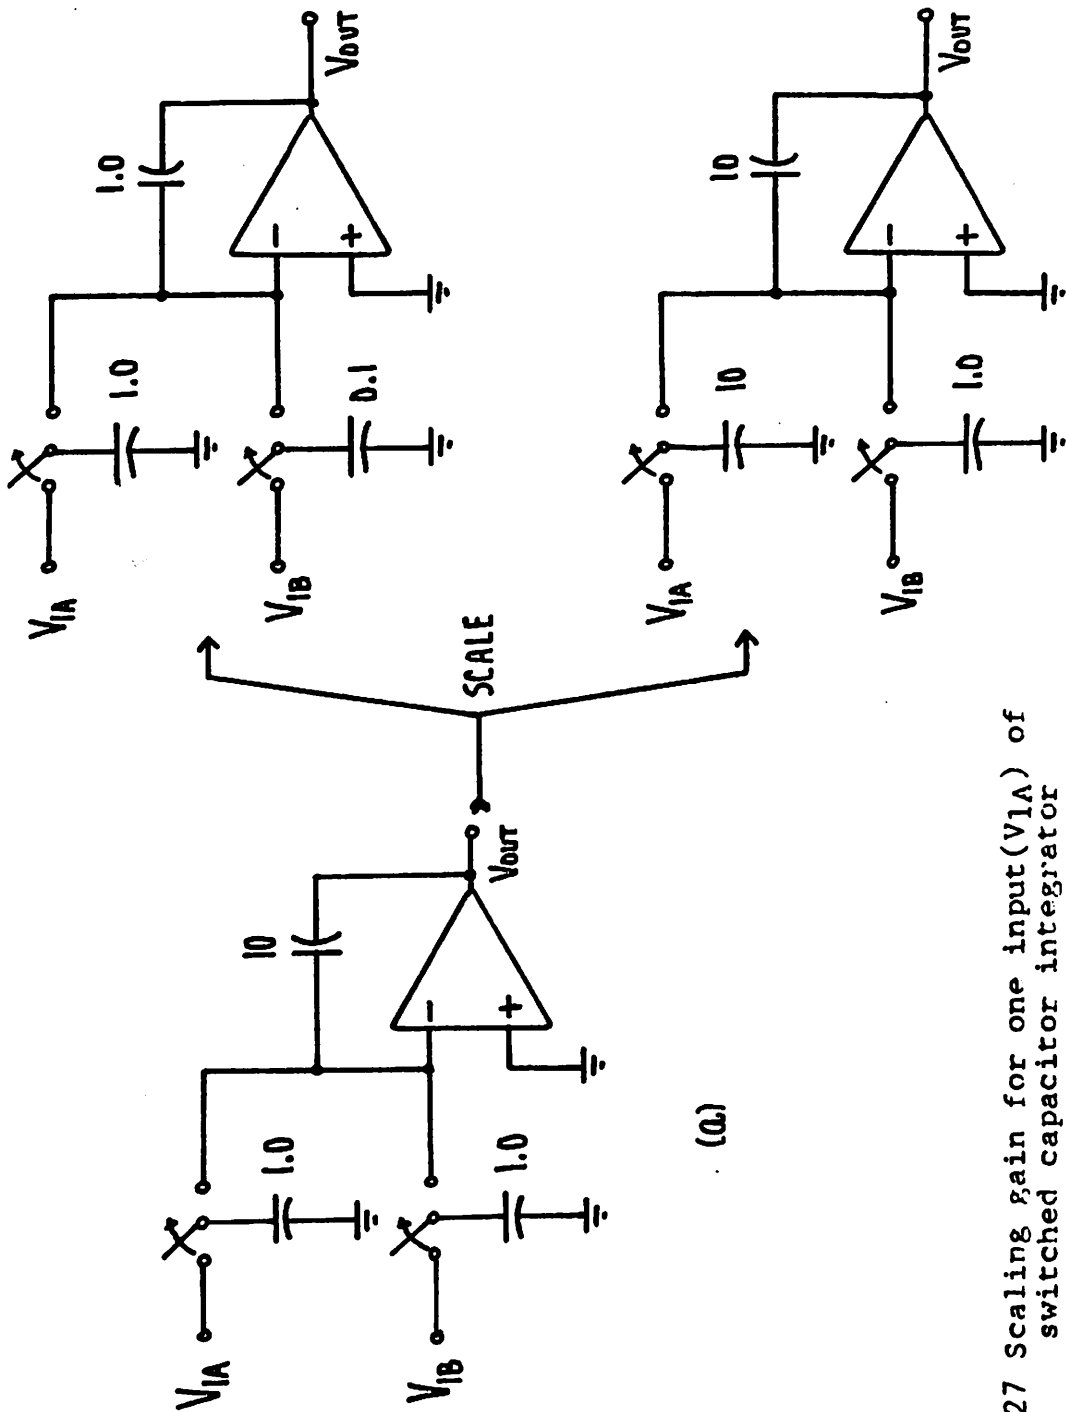 1.0
VOUT
V1A
1.0
− +
V1B
0.1
SCALE
10
VOUT
V1A
1.0
− +
V1B
1.0
10
VOUT
V1A
10
− +
V1B
1.0
(a)
27 Scaling gain for one input(V1A) of
switched capacitor integrator